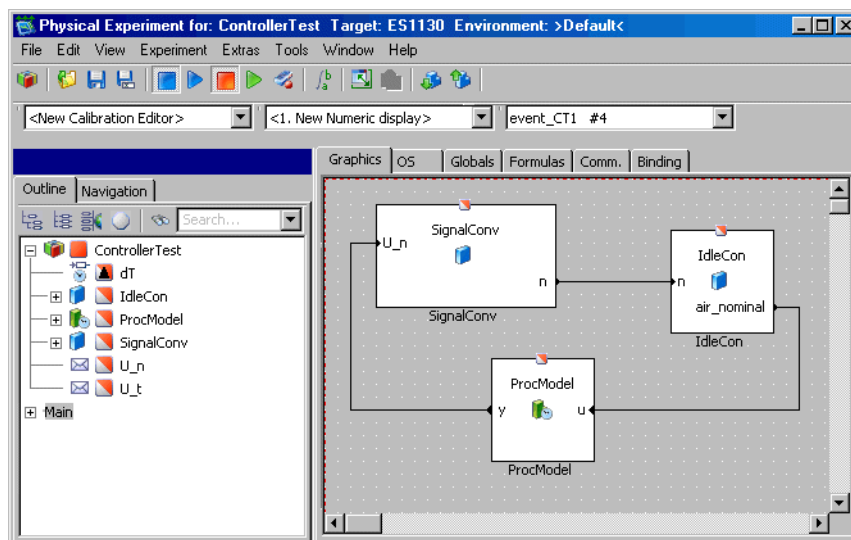 Physical Experiment for: ControllerTest Target: ES1130 Environment: >Default<
File Edit View Experiment Extras Tools Window Help
<New Calibration Editor> <1. New Numeric display> event_CT1 #4
Graphics OS Globals Formulas Comm. Binding
Outline Navigation
Search...
ControllerTest
dT
IdleCon
ProcModel
SignalConv
U_n
U_t
Main
SignalConv
U_n
n
SignalConv
IdleCon
n
air_nominal
IdleCon
ProcModel
y u
ProcModel